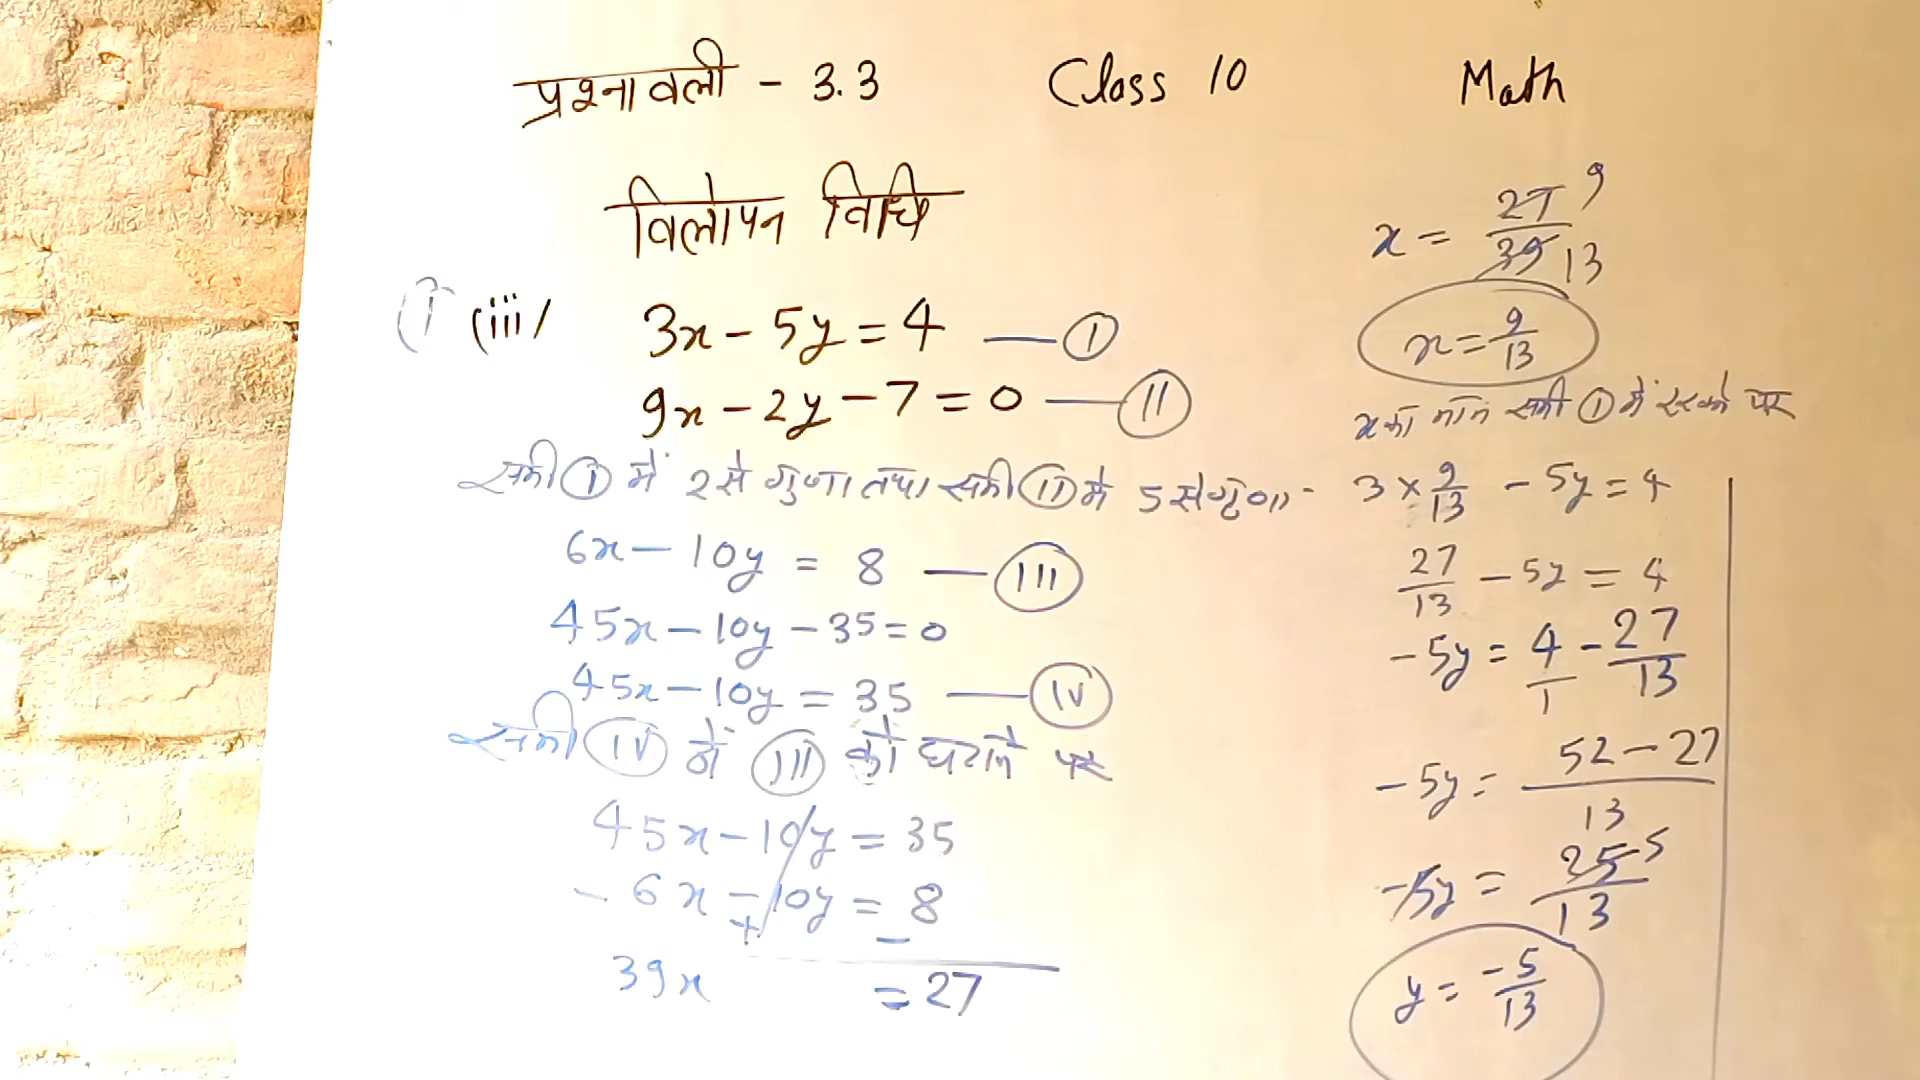 प्रश्नावली - 3.3 Class 10 Math
विलोपन विधि
(i (iii) 3x - 5y = 4 — (I)
9x - 2y - 7 = 0 — (II)
समी (I) में 2 से गुणा तथा समी (II) में 5 से गुणा -
6x - 10y = 8 — (III)
45x - 10y - 35 = 0
45x - 10y = 35 — (IV)
समी (IV) में (III) को घटाने पर
45x - 10y = 35
- 6x - 10y = 8
+ -
39x = 27
x = 27/39 9/13
x = 9/13
x का मान समी (I) में रखने पर
3 × 9/13 - 5y = 4
27/13 - 5y = 4
- 5y = 4/1 - 27/13
- 5y = 52 - 27/13
- 5y = 25/13 5
y = -5/13